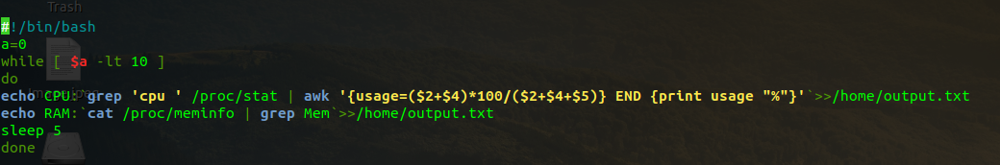 Trash
#!/bin/bash
a=0
while [ $a -lt 10 ]
do
echo CPU:`grep 'cpu ' /proc/stat | awk '{usage=($2+$4)*100/($2+$4+$5)} END {print usage "%"}'`>>/home/output.txt
echo RAM:`cat /proc/meminfo | grep Mem`>>/home/output.txt
sleep 5
done